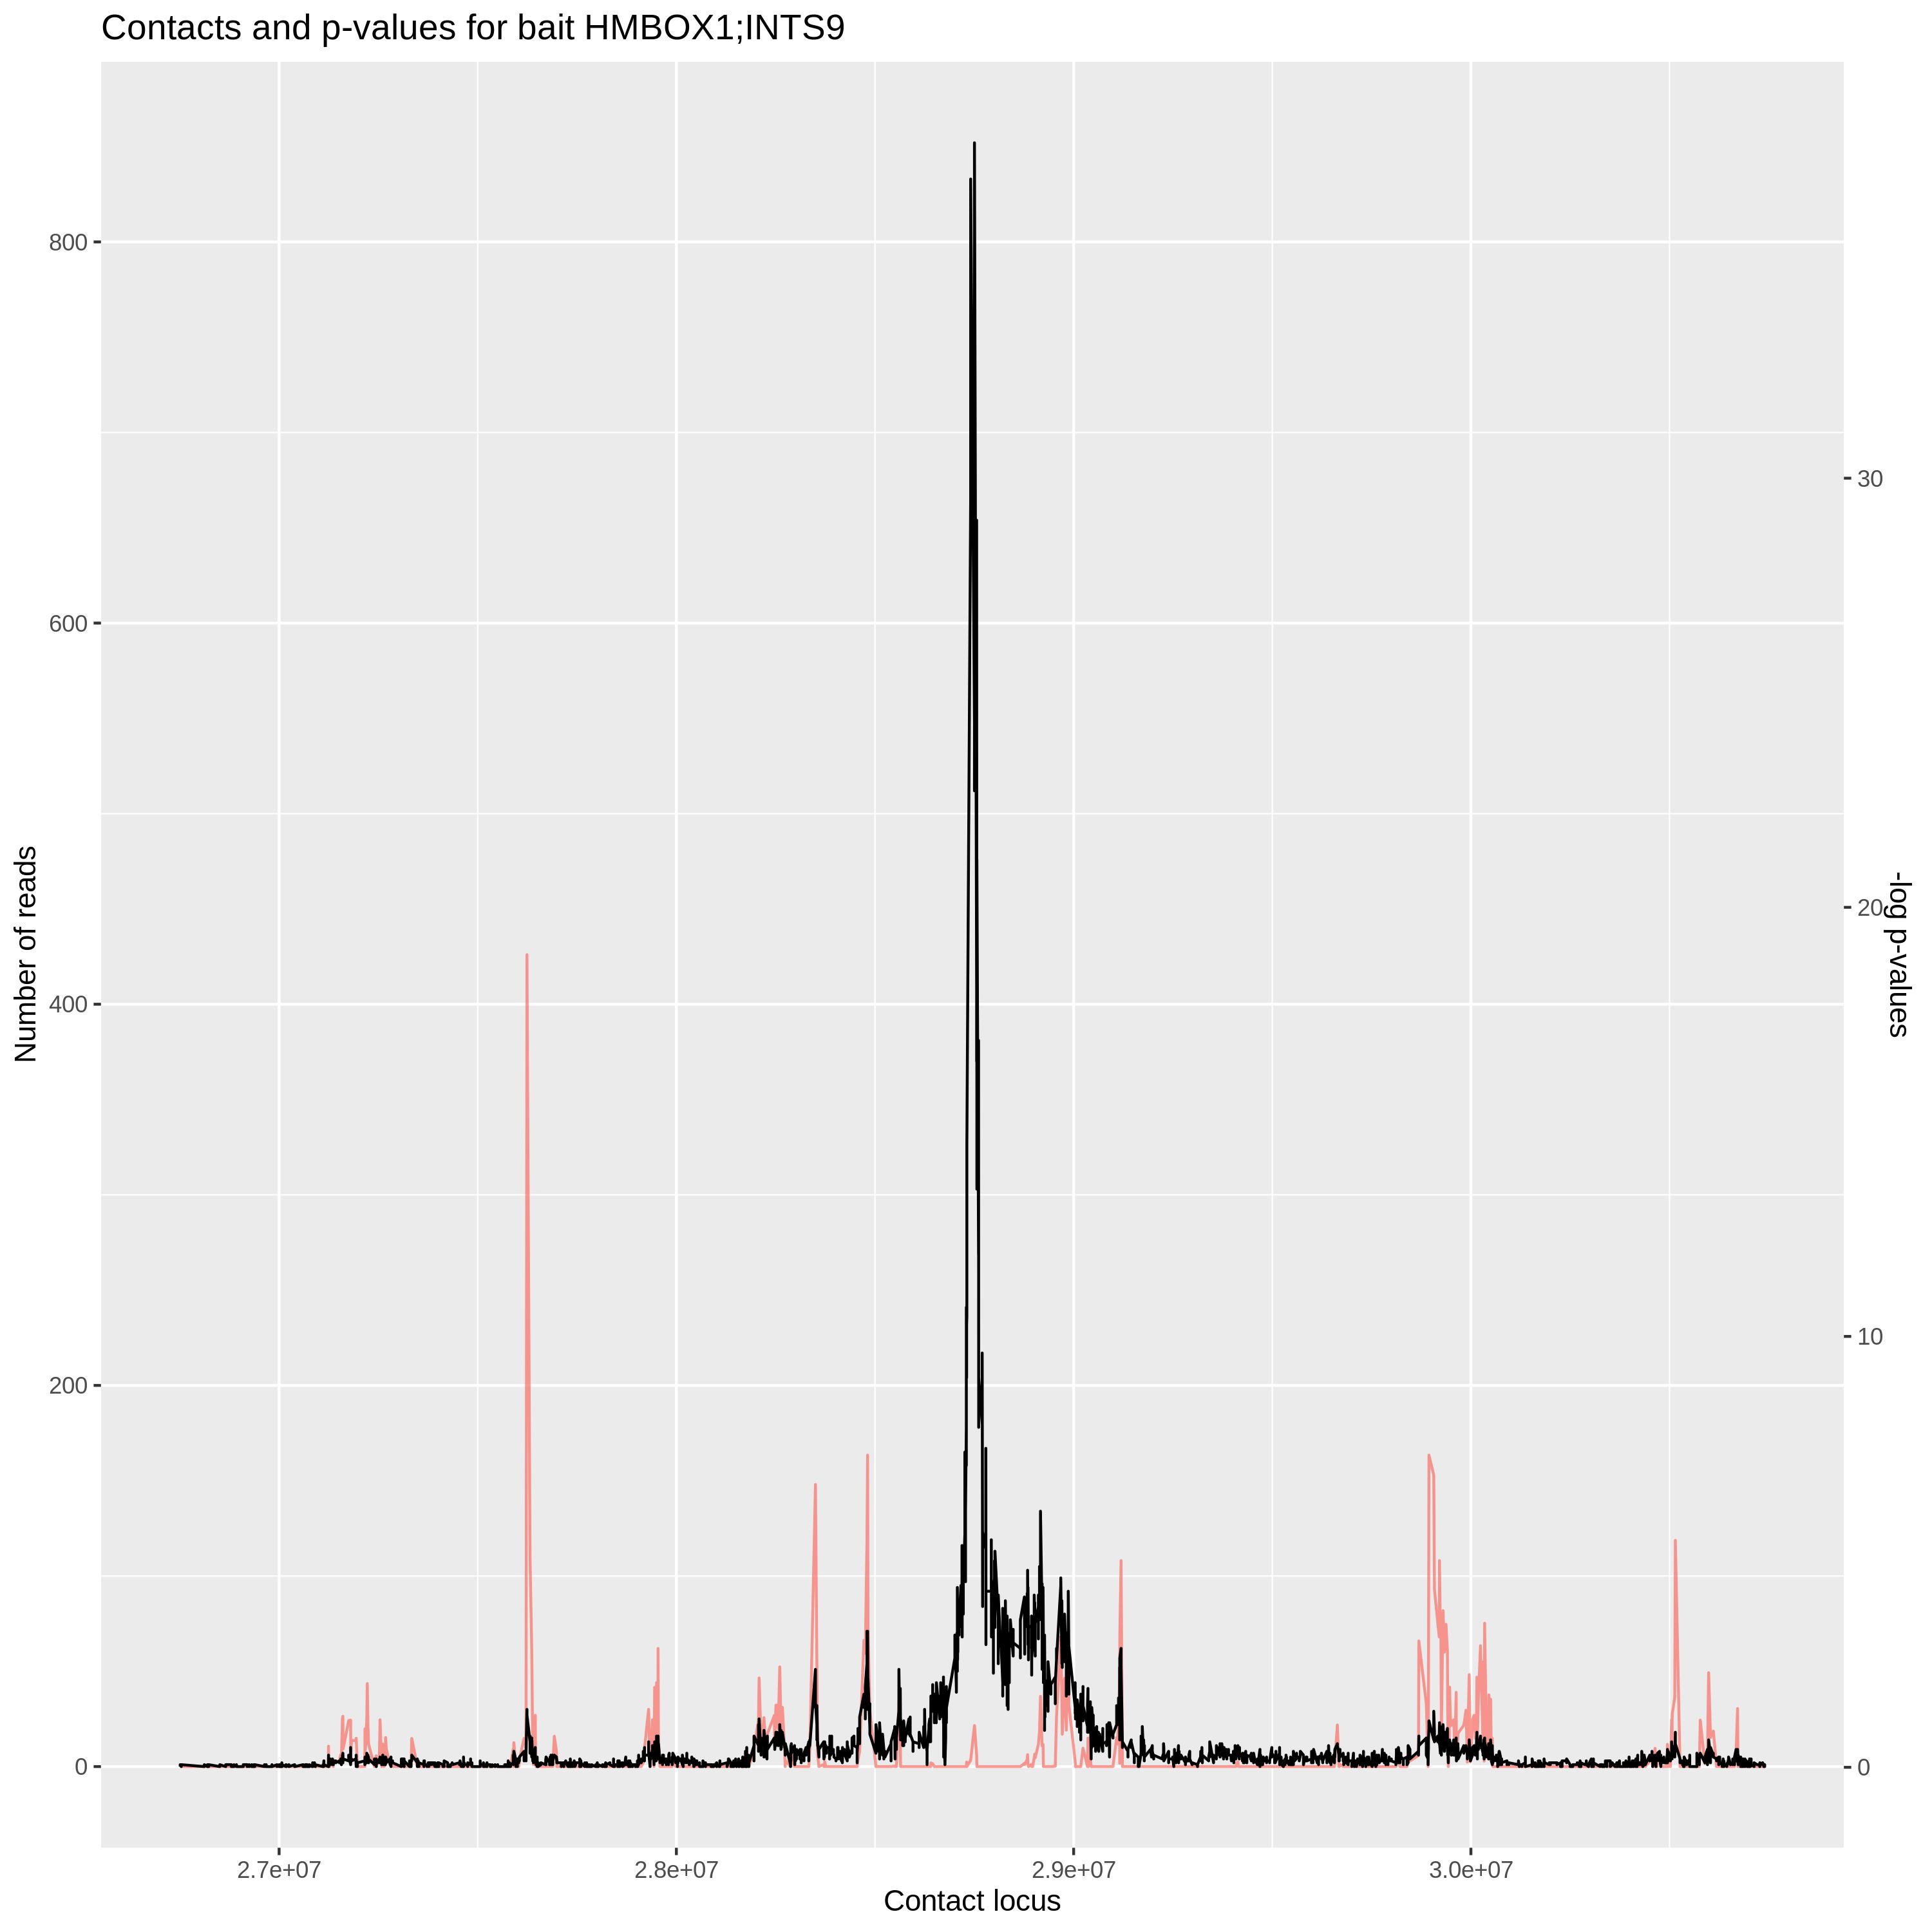 Contacts and p-values for bait HMBOX1;INTS9
800
600
400
200
0
Number of reads
30
20
10
0
-log p-values
2.7e+07
2.8e+07
2.9e+07
3.0e+07
Contact locus